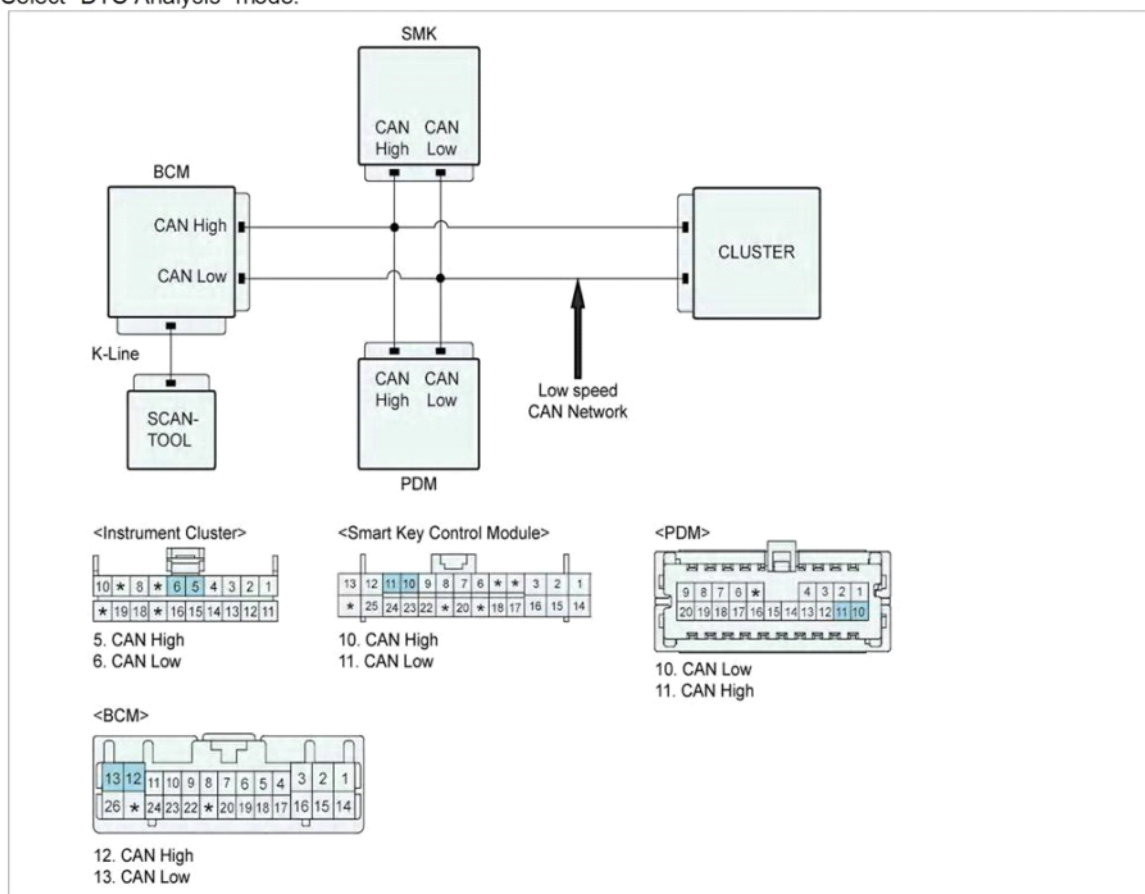 SMK
CAN CAN
High Low
BCM
CAN High
CAN Low
CLUSTER
K-Line
SCAN-
TOOL
CAN CAN
High Low
PDM
Low speed
CAN Network
<Instrument Cluster>
10 * 8 * 6 5 4 3 2 1
* 19 18 * 16 15 14 13 12 11
5. CAN High
6. CAN Low
<Smart Key Control Module>
13 12 11 10 9 8 7 6 * * 3 2 1
* 25 24 23 22 * 20 * 18 17 16 15 14
10. CAN High
11. CAN Low
<PDM>
9 8 7 6 * 4 3 2 1
20 19 18 17 16 15 14 13 12 11 10
10. CAN Low
11. CAN High
<BCM>
13 12 11 10 9 8 7 6 5 4 3 2 1
26 * 24 23 22 * 20 19 18 17 16 15 14
12. CAN High
13. CAN Low